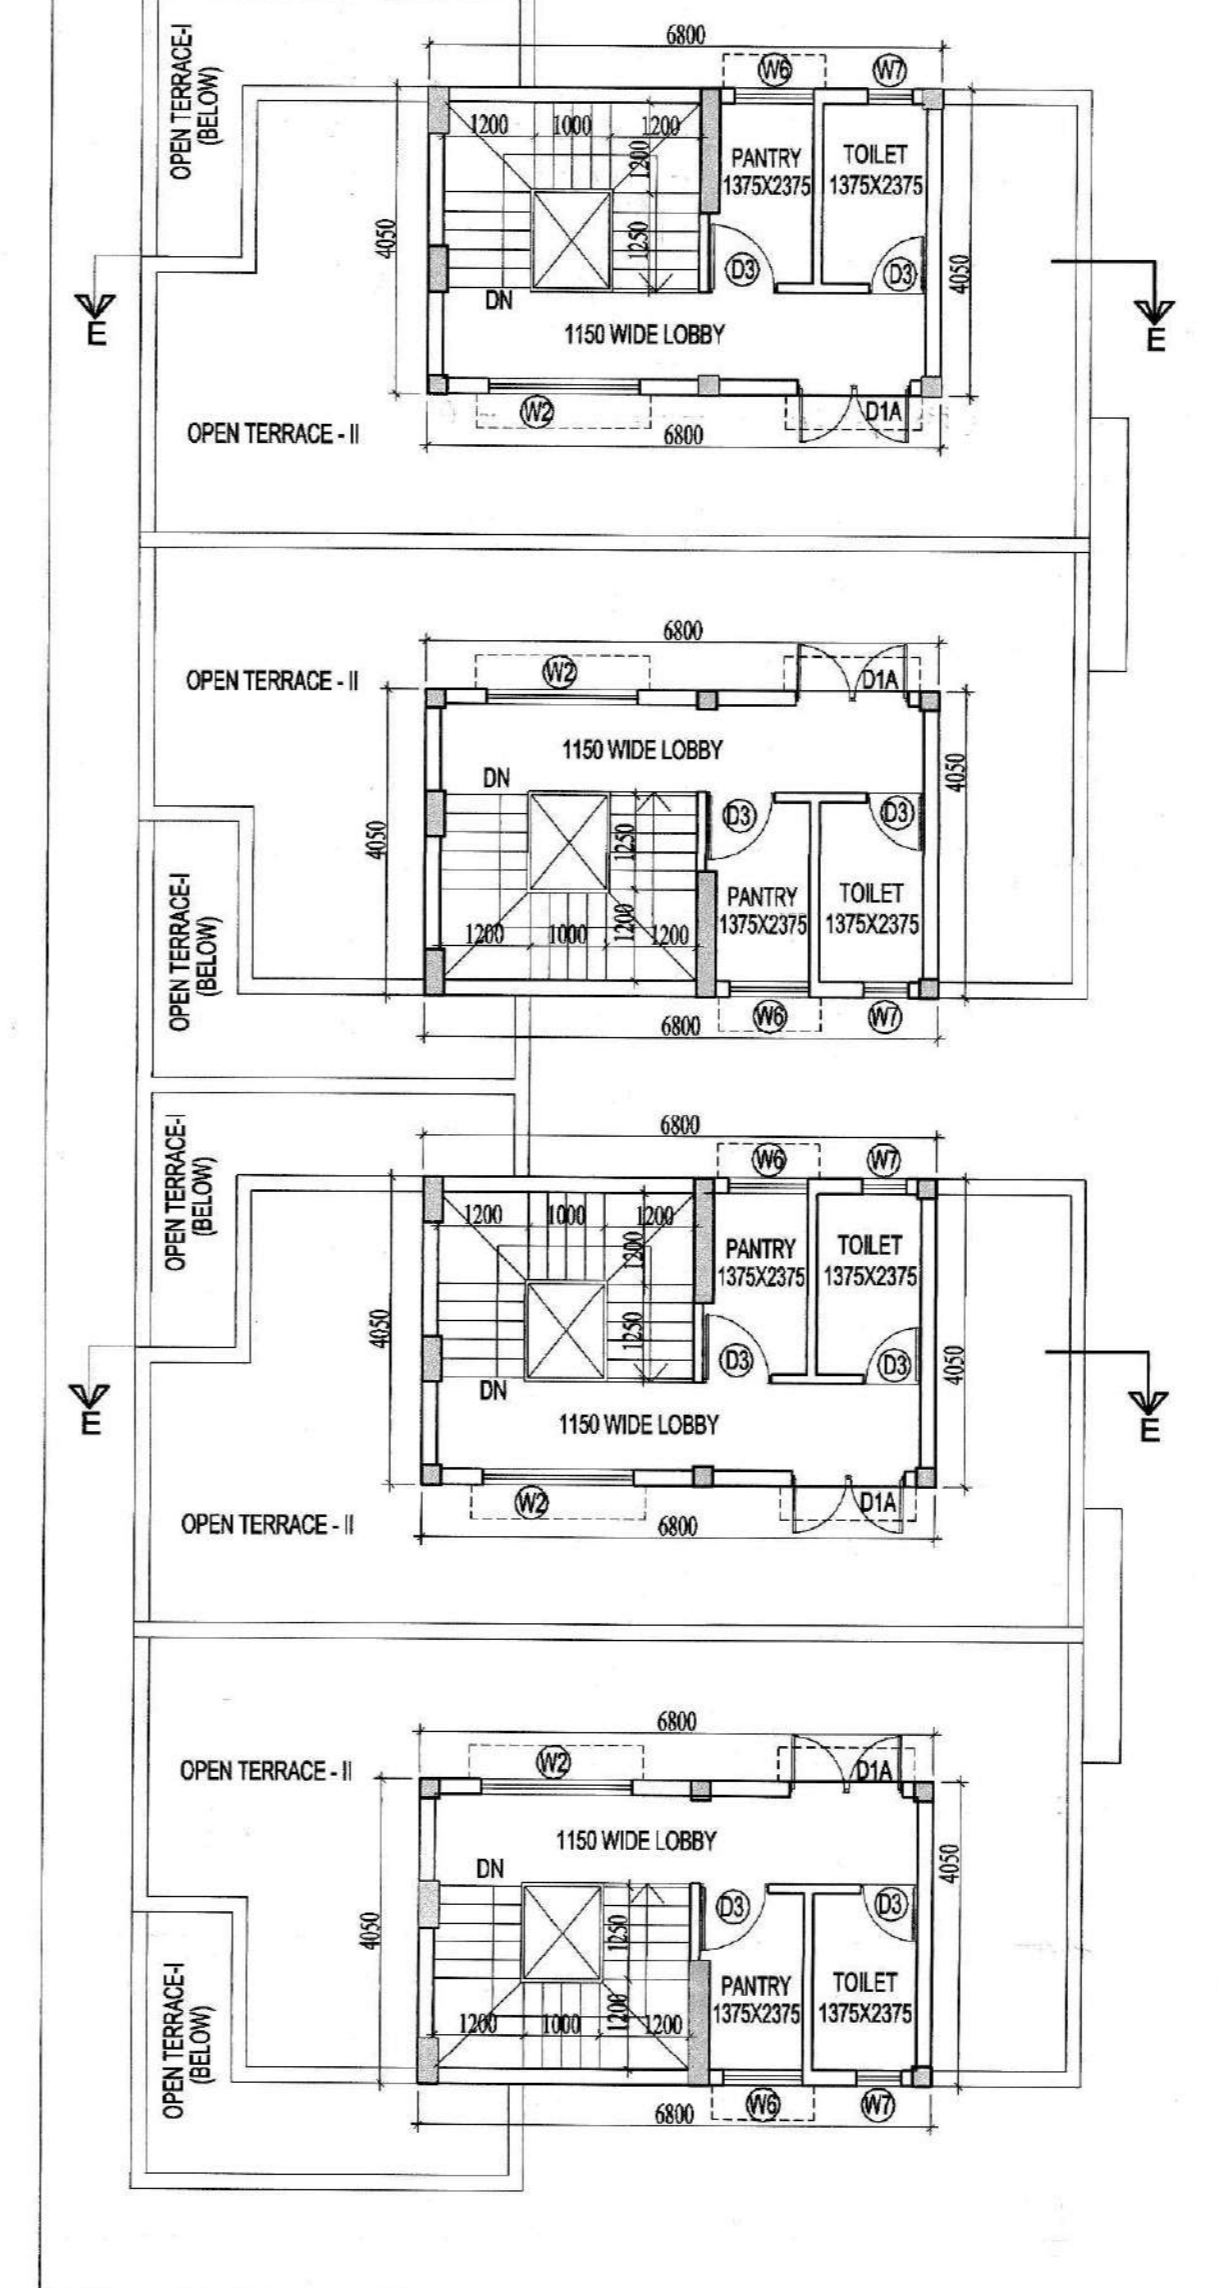 OPEN TERRACE-I
(BELOW)
6800
W6
W7
1200
1000
1200
1200
PANTRY
1375X2375
TOILET
1375X2375
4050
1250
D3
D3
4050
DN
E
E
1150 WIDE LOBBY
W2
D1A
OPEN TERRACE - II
6800
6800
OPEN TERRACE - II
W2
D1A
1150 WIDE LOBBY
4050
DN
D3
D3
4050
1250
OPEN TERRACE-I
(BELOW)
PANTRY
1375X2375
TOILET
1375X2375
1200
1000
1200
1200
W6
W7
6800
OPEN TERRACE-I
(BELOW)
6800
W6
W7
1200
1000
1200
1200
PANTRY
1375X2375
TOILET
1375X2375
4050
1250
D3
D3
4050
DN
E
E
1150 WIDE LOBBY
W2
D1A
OPEN TERRACE - II
6800
6800
OPEN TERRACE - II
W2
D1A
1150 WIDE LOBBY
4050
DN
D3
D3
4050
1250
OPEN TERRACE-I
(BELOW)
PANTRY
1375X2375
TOILET
1375X2375
1200
1000
1200
1200
W6
W7
6800